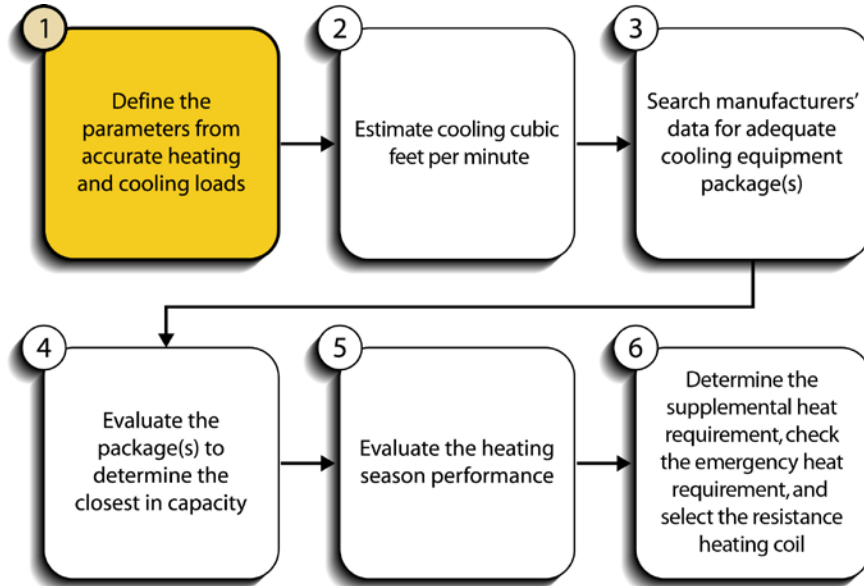 1
Define the
parameters from
accurate heating
and cooling loads
2
Estimate cooling cubic
feet per minute
3
Search manufacturers’
data for adequate
cooling equipment
package(s)
4
Evaluate the
package(s) to
determine the
closest in capacity
5
Evaluate the heating
season performance
6
Determine the
supplemental heat
requirement, check
the emergency heat
requirement, and
select the resistance
heating coil